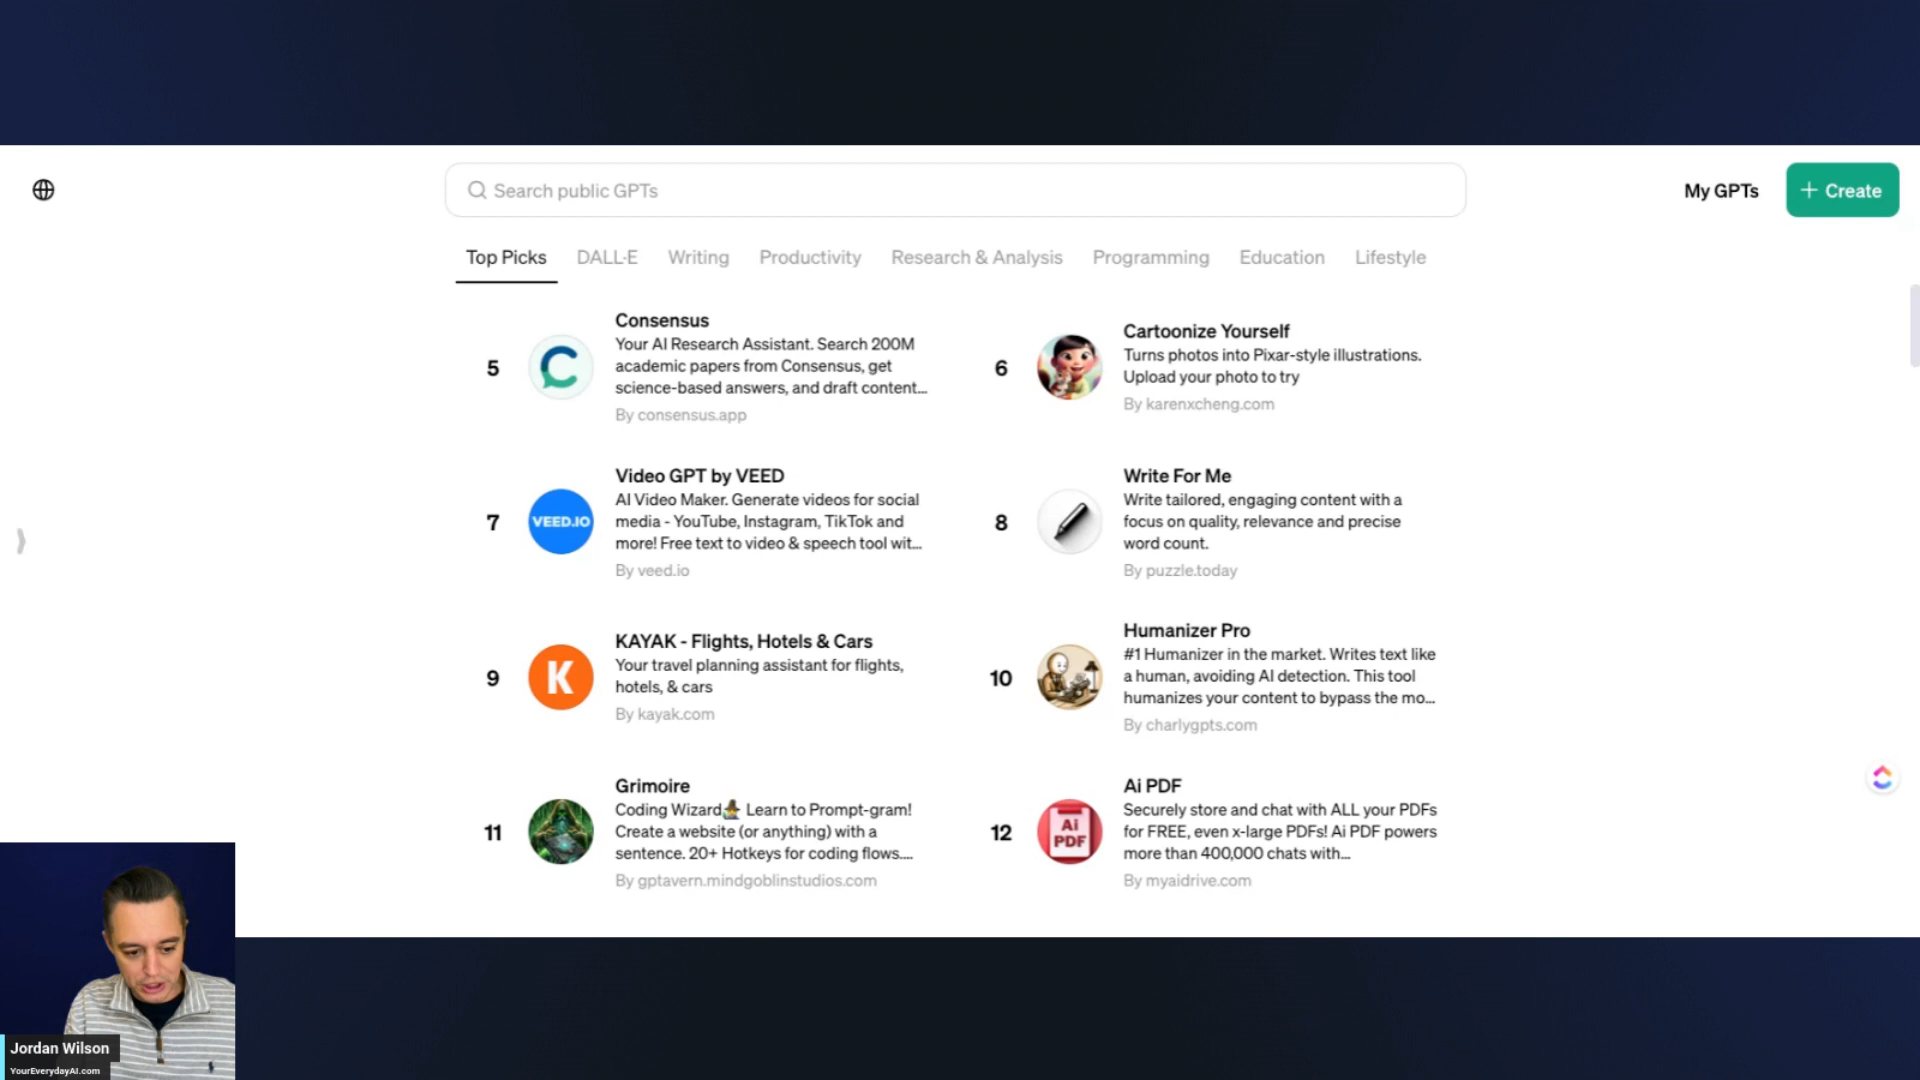 Search public GPTs
My GPTs
+ Create
Top Picks
DALL·E
Writing
Productivity
Research & Analysis
Programming
Education
Lifestyle
5
Consensus
Your AI Research Assistant. Search 200M
academic papers from Consensus, get
science-based answers, and draft content...
By consensus.app
6
Cartoonize Yourself
Turns photos into Pixar-style illustrations.
Upload your photo to try
By karenxcheng.com
7
VEED.IO
Video GPT by VEED
AI Video Maker. Generate videos for social
media - YouTube, Instagram, TikTok and
more! Free text to video & speech tool wit...
By veed.io
8
Write For Me
Write tailored, engaging content with a
focus on quality, relevance and precise
word count.
By puzzle.today
9
K
KAYAK - Flights, Hotels & Cars
Your travel planning assistant for flights,
hotels, & cars
By kayak.com
10
Humanizer Pro
#1 Humanizer in the market. Writes text like
a human, avoiding AI detection. This tool
humanizes your content to bypass the mo...
By charlygpts.com
11
Grimoire
Coding Wizard🧙‍♂️ Learn to Prompt-gram!
Create a website (or anything) with a
sentence. 20+ Hotkeys for coding flows....
By gptavern.mindgoblinstudios.com
12
Ai
PDF
Ai PDF
Securely store and chat with ALL your PDFs
for FREE, even x-large PDFs! Ai PDF powers
more than 400,000 chats with...
By myaidrive.com
Jordan Wilson
YourEverydayAI.com